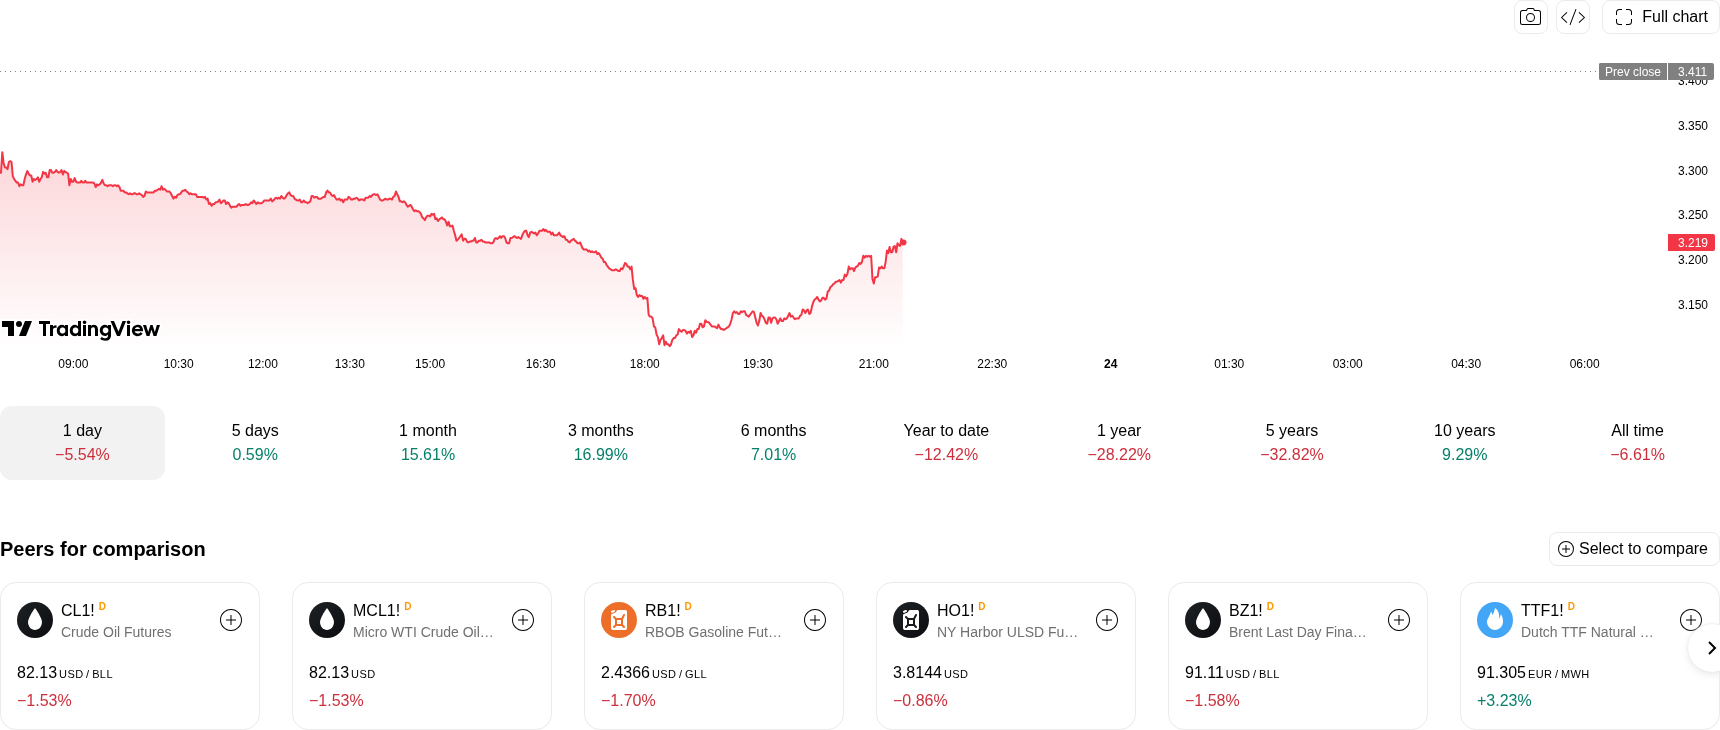 Full chart
Prev close 3.411
3.400
3.350
3.300
3.250
3.219
3.200
3.150
TradingView
09:00 10:30 12:00 13:30 15:00 16:30 18:00 19:30 21:00 22:30 24 01:30 03:00 04:30 06:00
1 day 5 days 1 month 3 months 6 months Year to date 1 year 5 years 10 years All time
−5.54% 0.59% 15.61% 16.99% 7.01% −12.42% −28.22% −32.82% 9.29% −6.61%
Peers for comparison
Select to compare
CL1! D
Crude Oil Futures
82.13 USD / BLL
−1.53%
MCL1! D
Micro WTI Crude Oil…
82.13 USD
−1.53%
RB1! D
RBOB Gasoline Fut…
2.4366 USD / GLL
−1.70%
HO1! D
NY Harbor ULSD Fu…
3.8144 USD
−0.86%
BZ1! D
Brent Last Day Fina…
91.11 USD / BLL
−1.58%
TTF1! D
Dutch TTF Natural …
91.305 EUR / MWH
+3.23%